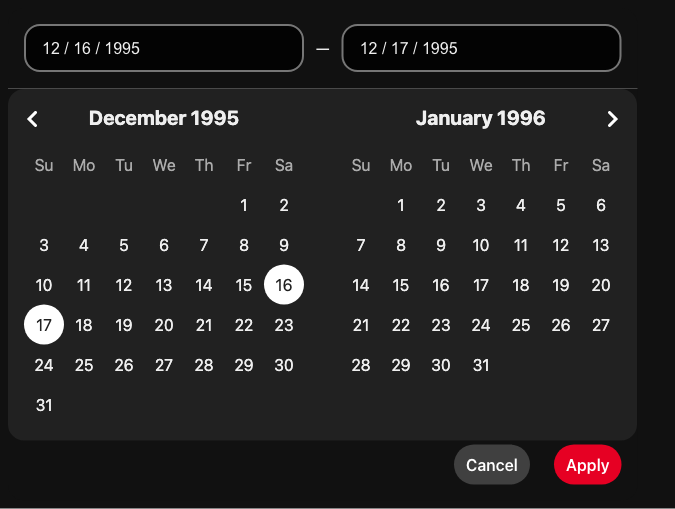 12 / 16 / 1995 — 12 / 17 / 1995
December 1995 January 1996
Su Mo Tu We Th Fr Sa Su Mo Tu We Th Fr Sa
1 2 1 2 3 4 5 6
3 4 5 6 7 8 9 7 8 9 10 11 12 13
10 11 12 13 14 15 16 14 15 16 17 18 19 20
17 18 19 20 21 22 23 21 22 23 24 25 26 27
24 25 26 27 28 29 30 28 29 30 31
31
Cancel Apply